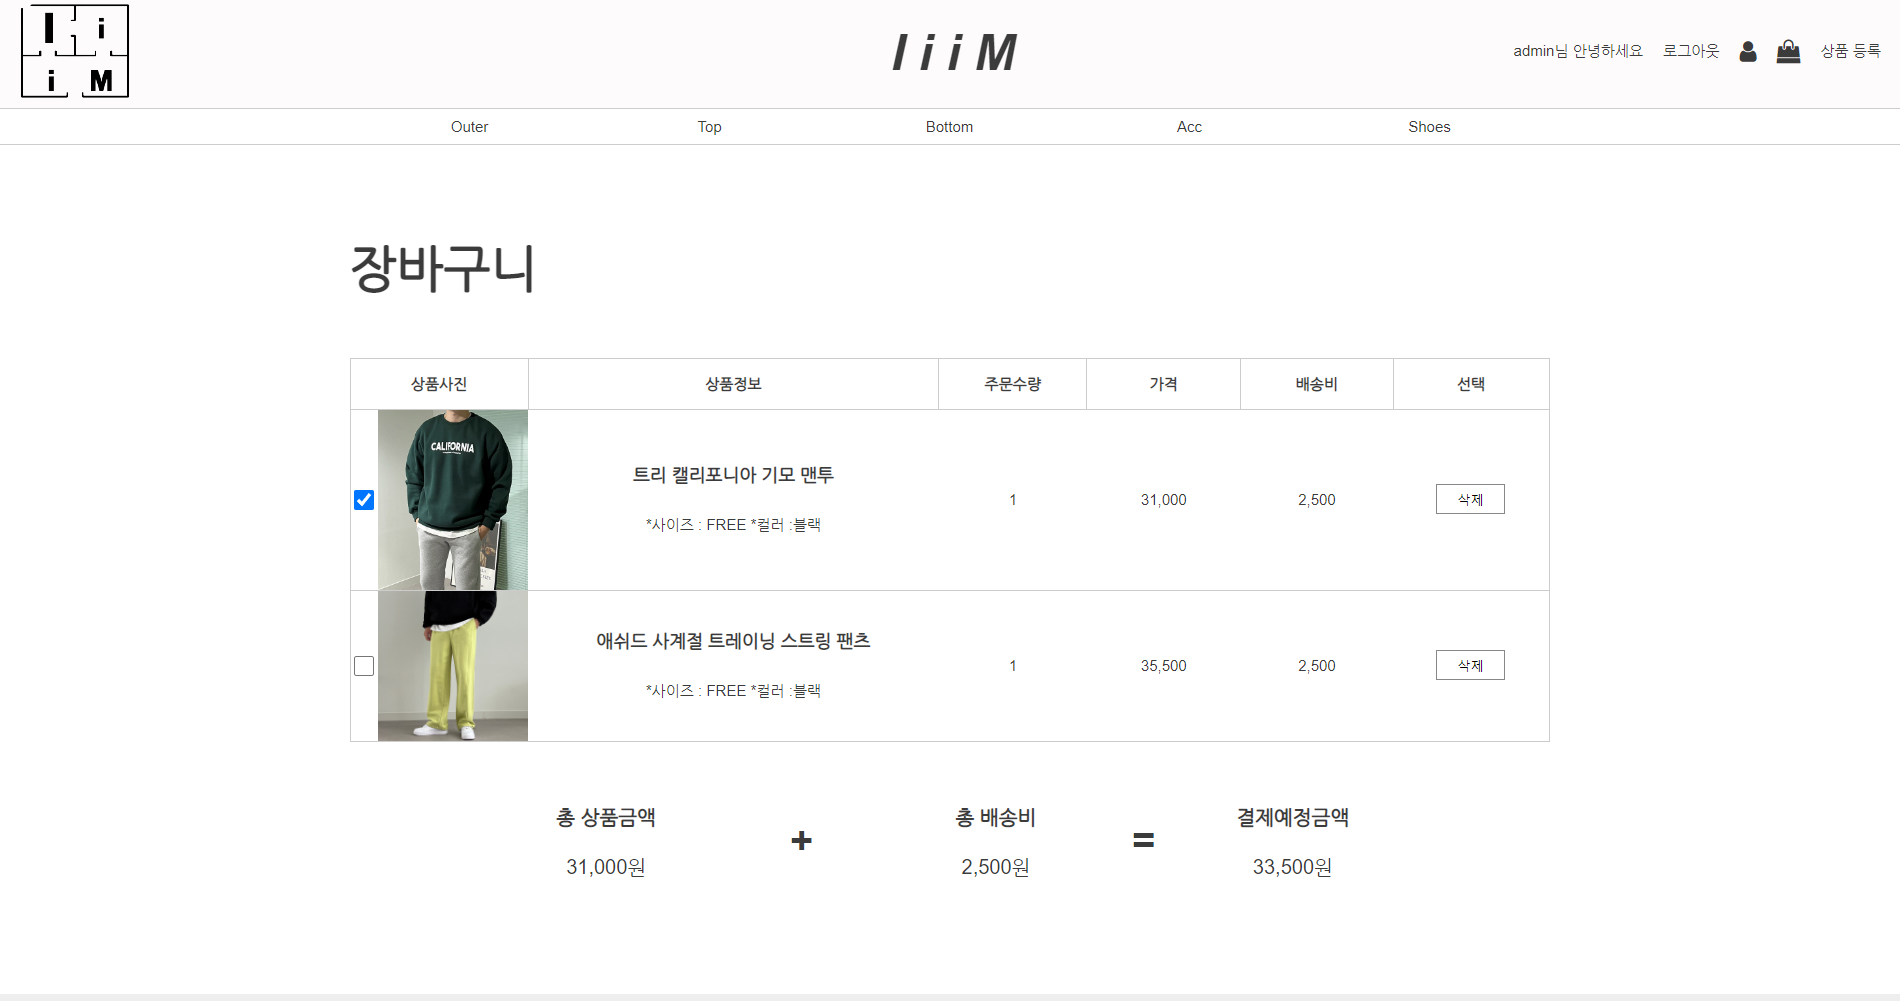 I i
i M
I i i M
admin님 안녕하세요 로그아웃 상품 등록
Outer Top Bottom Acc Shoes
장바구니
상품사진 상품정보 주문수량 가격 배송비 선택
CALIFORNIA
트리 캘리포니아 기모 맨투
*사이즈 : FREE *컬러 :블랙
1 31,000 2,500 삭제
애쉬드 사계절 트레이닝 스트링 팬츠
*사이즈 : FREE *컬러 :블랙
1 35,500 2,500 삭제
총 상품금액 + 총 배송비 = 결제예정금액
31,000원 2,500원 33,500원